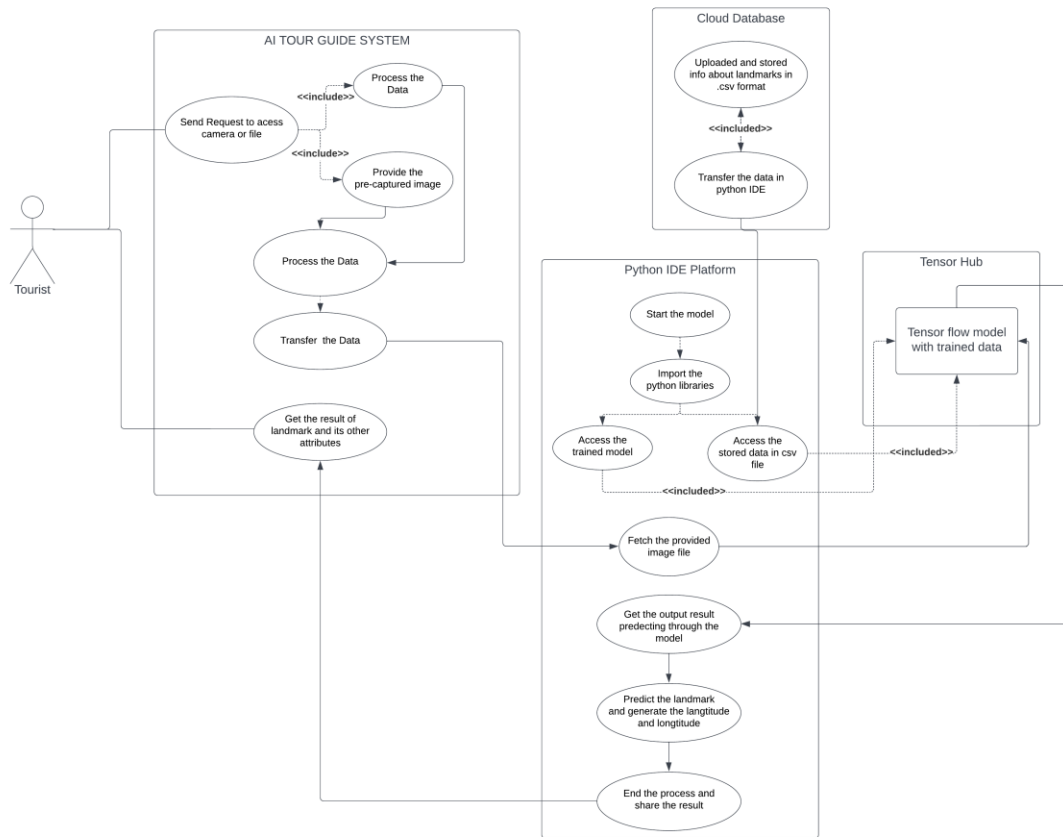 Cloud Database
Uploaded and stored
info about landmarks in
.csv format
<<included>>
Transfer the data in
python IDE
AI TOUR GUIDE SYSTEM
Process the
Data
<<include>>
Send Request to acess
camera or file
<<include>>
Provide the
pre-captured image
Process the Data
Transfer the Data
Get the result of
landmark and its other
attributes
Tourist
Python IDE Platform
Start the model
Import the
python libraries
Access the
trained model
Access the
stored data in csv
file
<<included>>
<<included>>
Fetch the provided
image file
Get the output result
predecting through the
model
Predict the landmark
and generate the langtitude
and longtitude
End the process and
share the result
Tensor Hub
Tensor flow model
with trained data